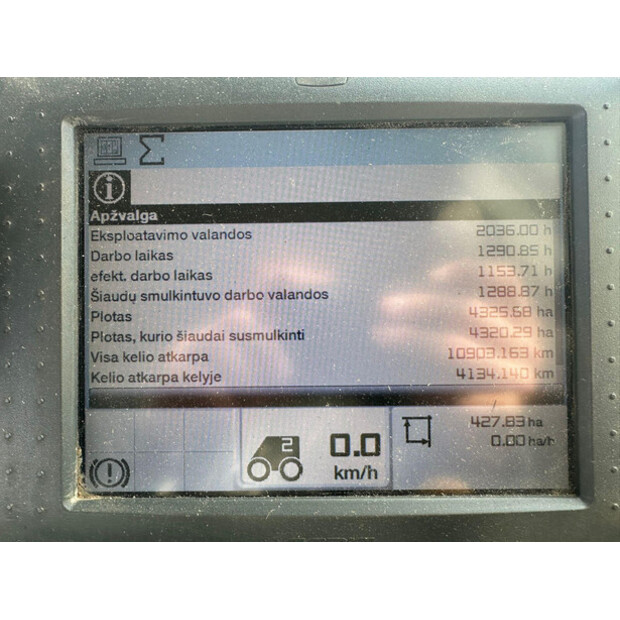 Apžvalga
Eksploatavimo valandos 2036.00 h
Darbo laikas 1290.85 h
efekt. darbo laikas 1153.71 h
Šiaudų smulkintuvo darbo valandos 1288.87 h
Plotas 4325.68 ha
Plotas, kurio šiaudai susmulkinti 4320.29 ha
Visa kelio atkarpa 10903.163 km
Kelio atkarpa kelyje 4134.140 km
2
0.0
km/h
427.83 ha
0.00 ha/h